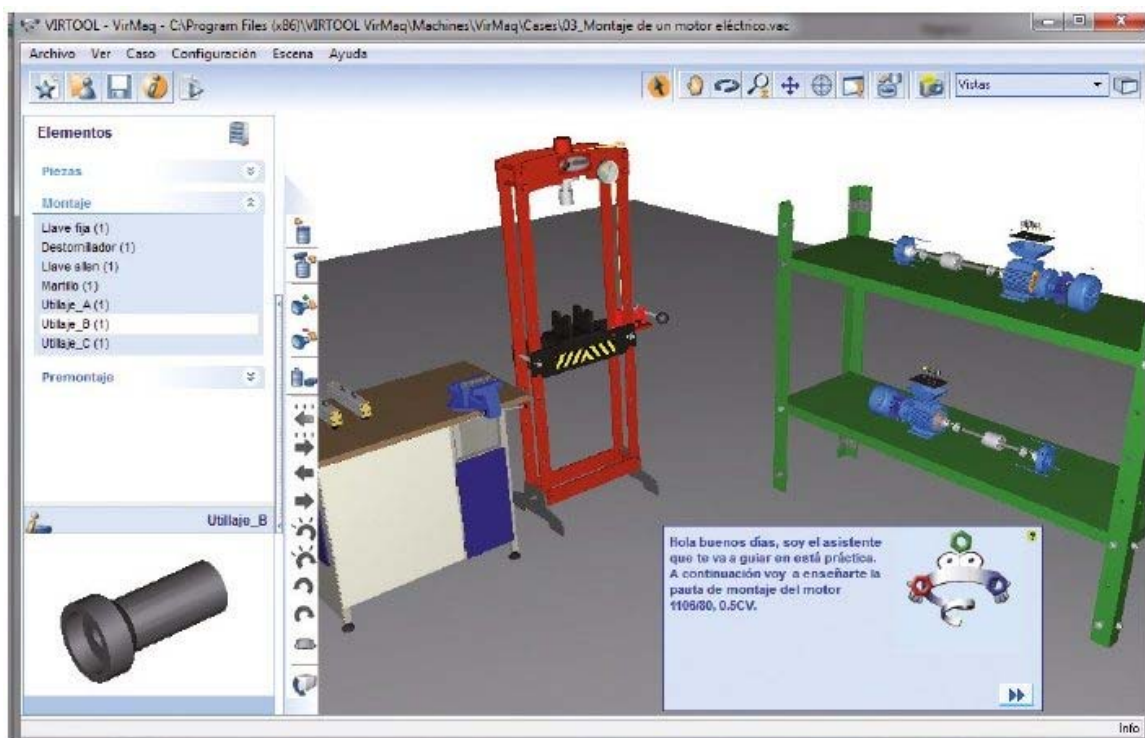 VIRTOOL - VirMaq - C:\Program Files (x86)\VIRTOOL VirMaq\Machines\VirMaq\Cases\03_Montaje de un motor eléctrico.vac
Archivo Ver Caso Configuración Escena Ayuda
Vistas
Elementos
Piezas
Montaje
Llave fija (1)
Destornillador (1)
Llave allen (1)
Martillo (1)
Utillaje_A (1)
Utillaje_B (1)
Utillaje_C (1)
Premontaje
Utillaje_B
Hola buenos días, soy el asistente
que te va a guiar en está práctica.
A continuación voy a enseñarte la
pauta de montaje del motor
1106/80, 0.5CV.
?
Info